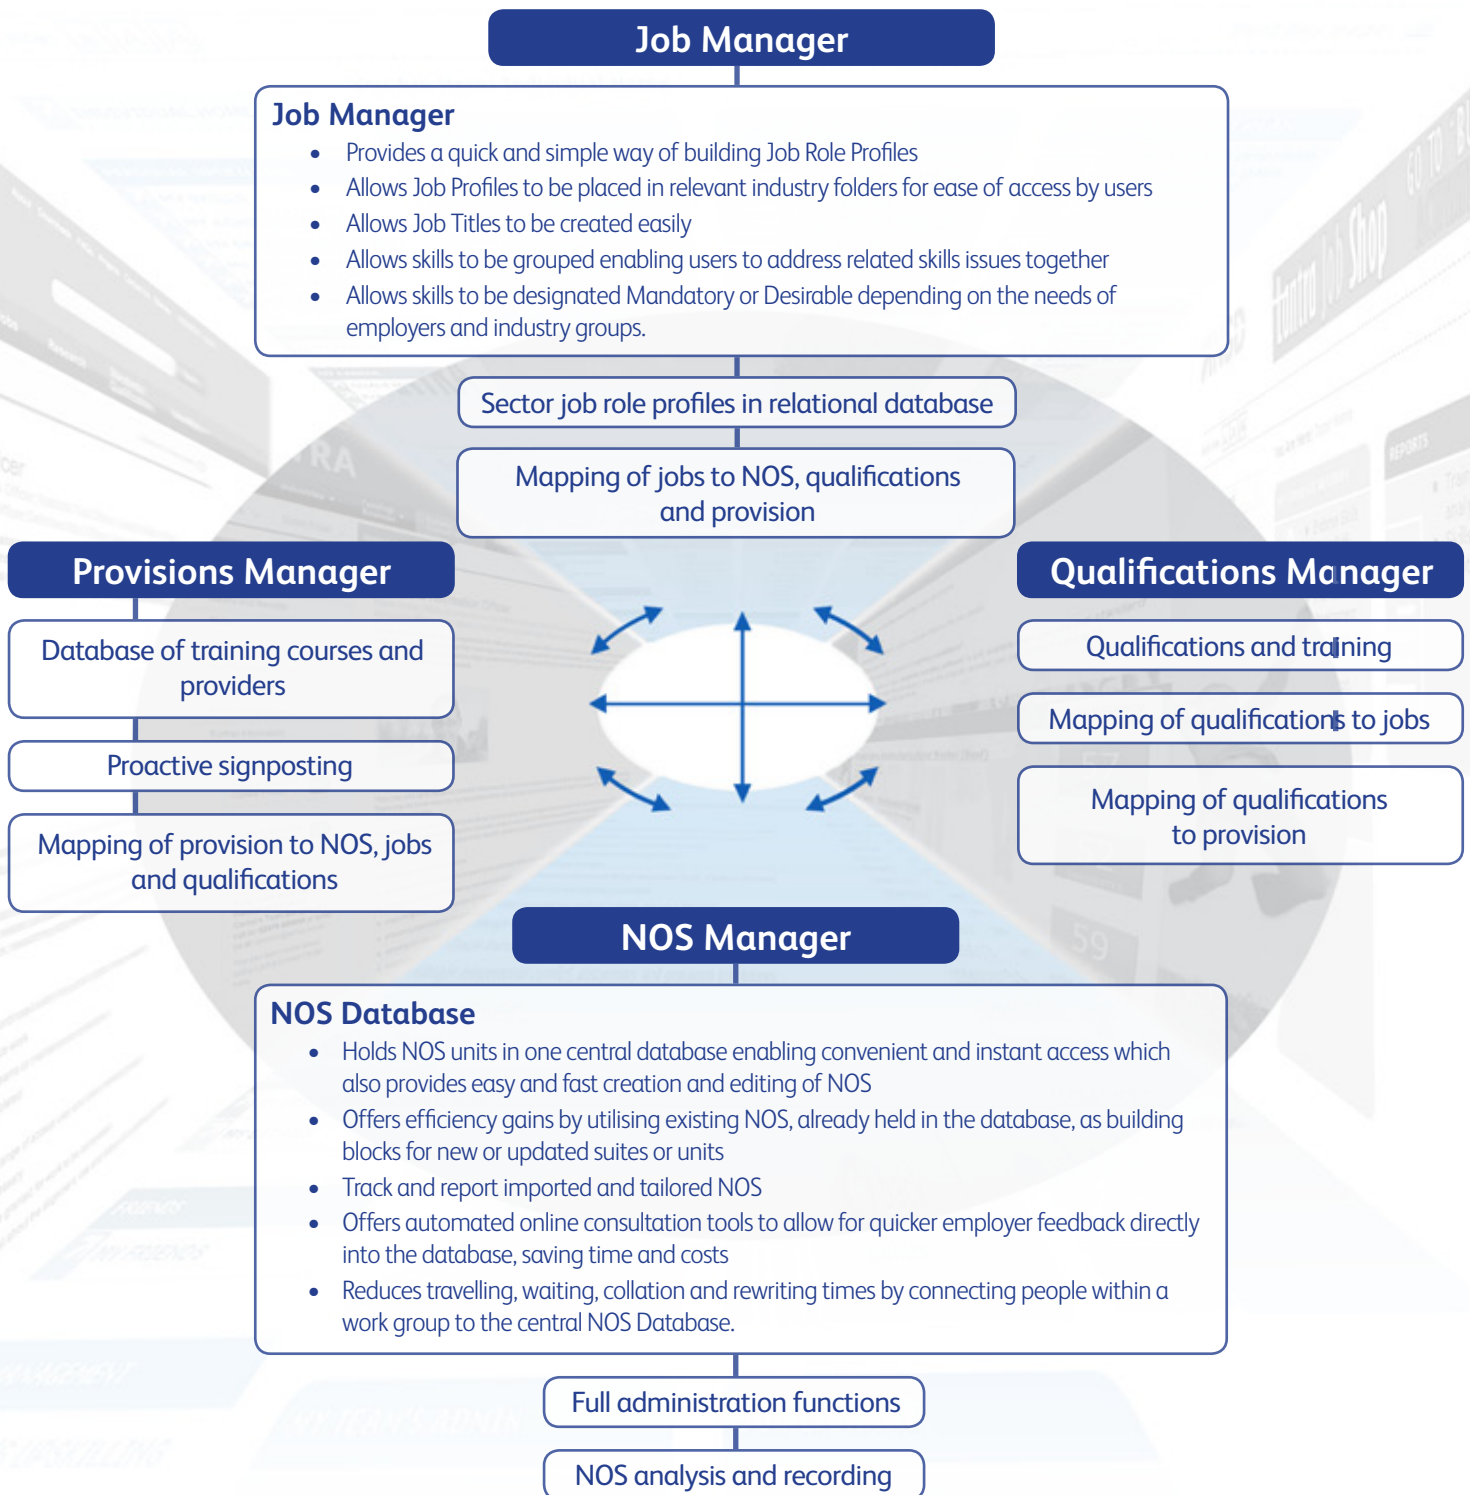 Job Manager
Job Manager
• Provides a quick and simple way of building Job Role Profiles
• Allows Job Profiles to be placed in relevant industry folders for ease of access by users
• Allows Job Titles to be created easily
• Allows skills to be grouped enabling users to address related skills issues together
• Allows skills to be designated Mandatory or Desirable depending on the needs of
employers and industry groups.
Sector job role profiles in relational database
Mapping of jobs to NOS, qualifications
and provision
Provisions Manager
Database of training courses and
providers
Proactive signposting
Mapping of provision to NOS, jobs
and qualifications
Qualifications Manager
Qualifications and training
Mapping of qualifications to jobs
Mapping of qualifications
to provision
NOS Manager
NOS Database
• Holds NOS units in one central database enabling convenient and instant access which
also provides easy and fast creation and editing of NOS
• Offers efficiency gains by utilising existing NOS, already held in the database, as building
blocks for new or updated suites or units
• Track and report imported and tailored NOS
• Offers automated online consultation tools to allow for quicker employer feedback directly
into the database, saving time and costs
• Reduces travelling, waiting, collation and rewriting times by connecting people within a
work group to the central NOS Database.
Full administration functions
NOS analysis and recording
tantra Job Shop
GO TO
REPORTS
59